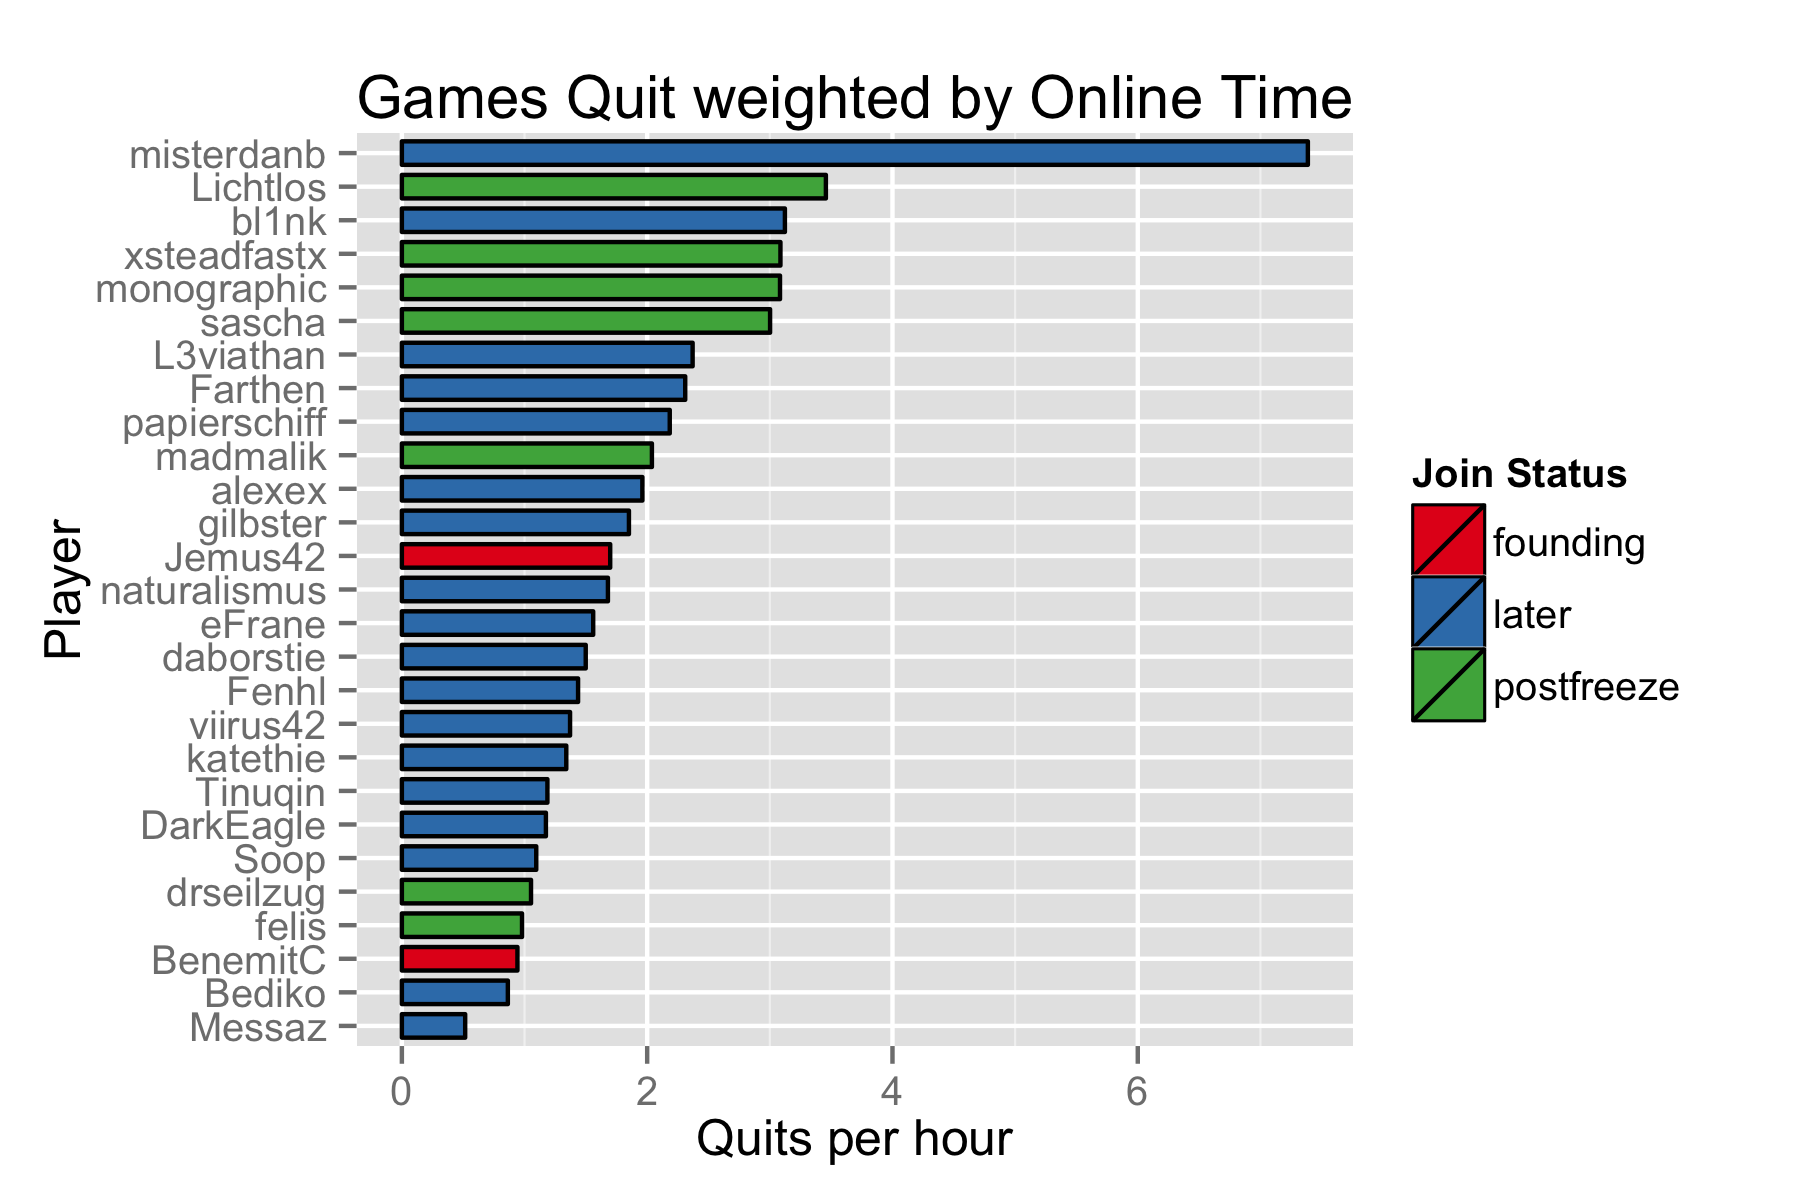 Games Quit weighted by Online Time
misterdanb
Lichtlos
bl1nk
xsteadfastx
monographic
sascha
L3viathan
Farthen
papierschiff
madmalik
alexex
gilbster
Jemus42
naturalismus
eFrane
daborstie
Fenhl
viirus42
katethie
Tinuqin
DarkEagle
Soop
drseilzug
felis
BenemitC
Bediko
Messaz
Player
0 2 4 6
Quits per hour
Join Status
founding
later
postfreeze